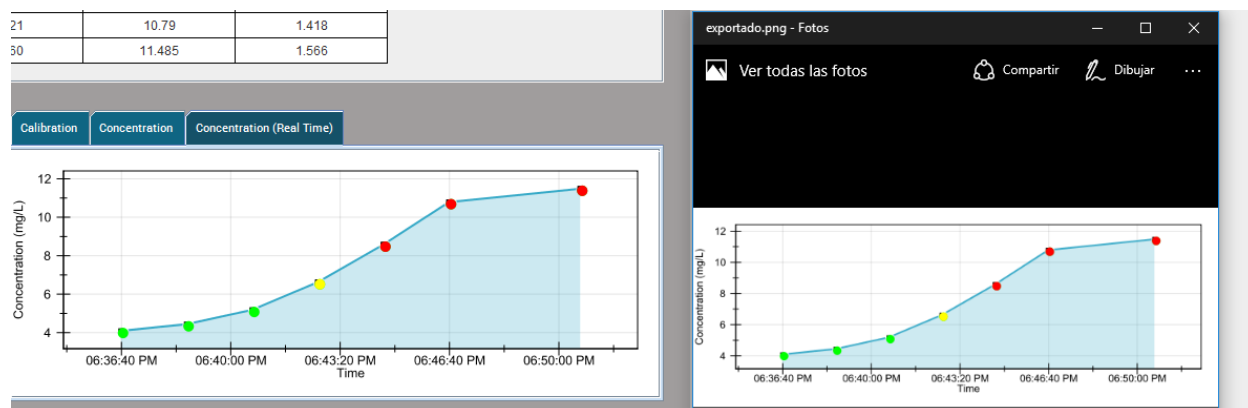 21 10.79 1.418
60 11.485 1.566
Calibration Concentration Concentration (Real Time)
Concentration (mg/L)
12
10
8
6
4
06:36:40 PM 06:40:00 PM 06:43:20 PM 06:46:40 PM 06:50:00 PM
Time
exportado.png - Fotos
Ver todas las fotos Compartir Dibujar ...
Concentration (mg/L)
12
10
8
6
4
06:36:40 PM 06:40:00 PM 06:43:20 PM 06:46:40 PM 06:50:00 PM
Time